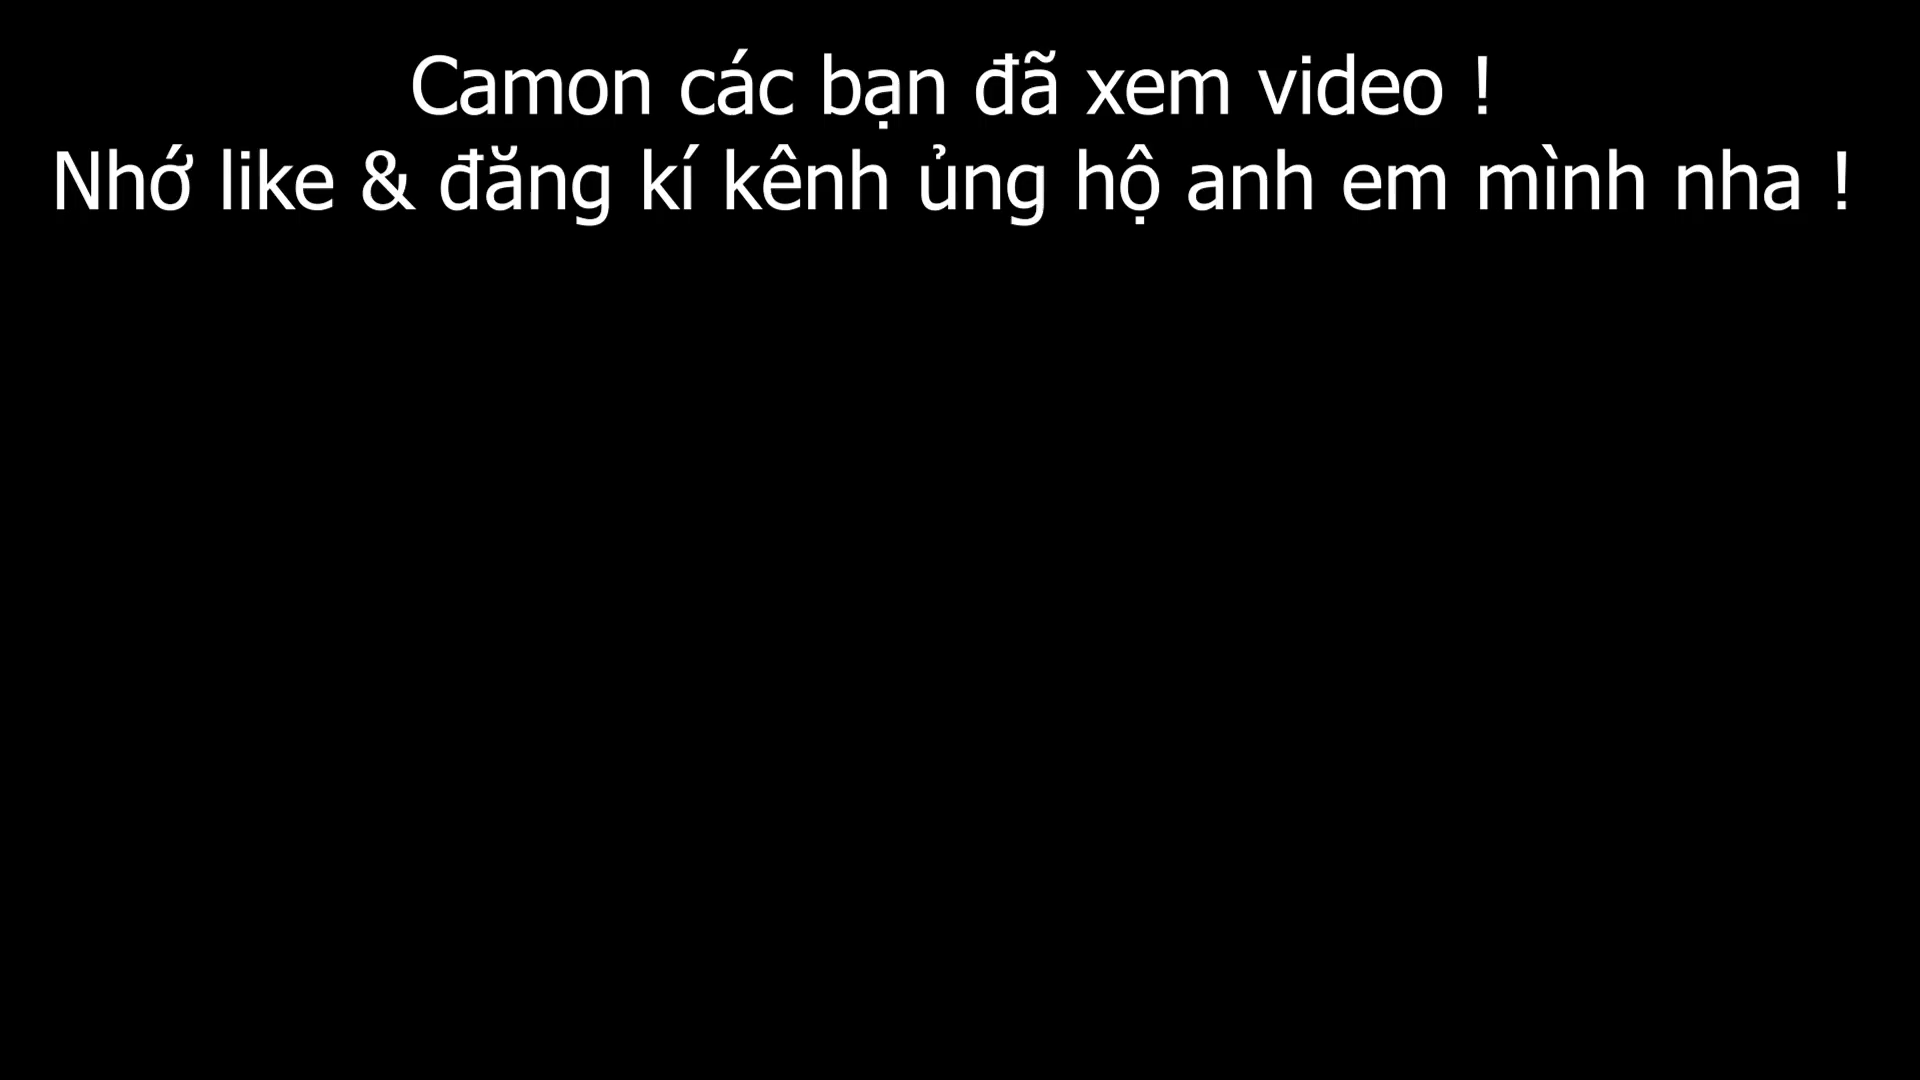 Camon các bạn đã xem video !
Nhớ like & đăng kí kênh ủng hộ anh em mình nha !